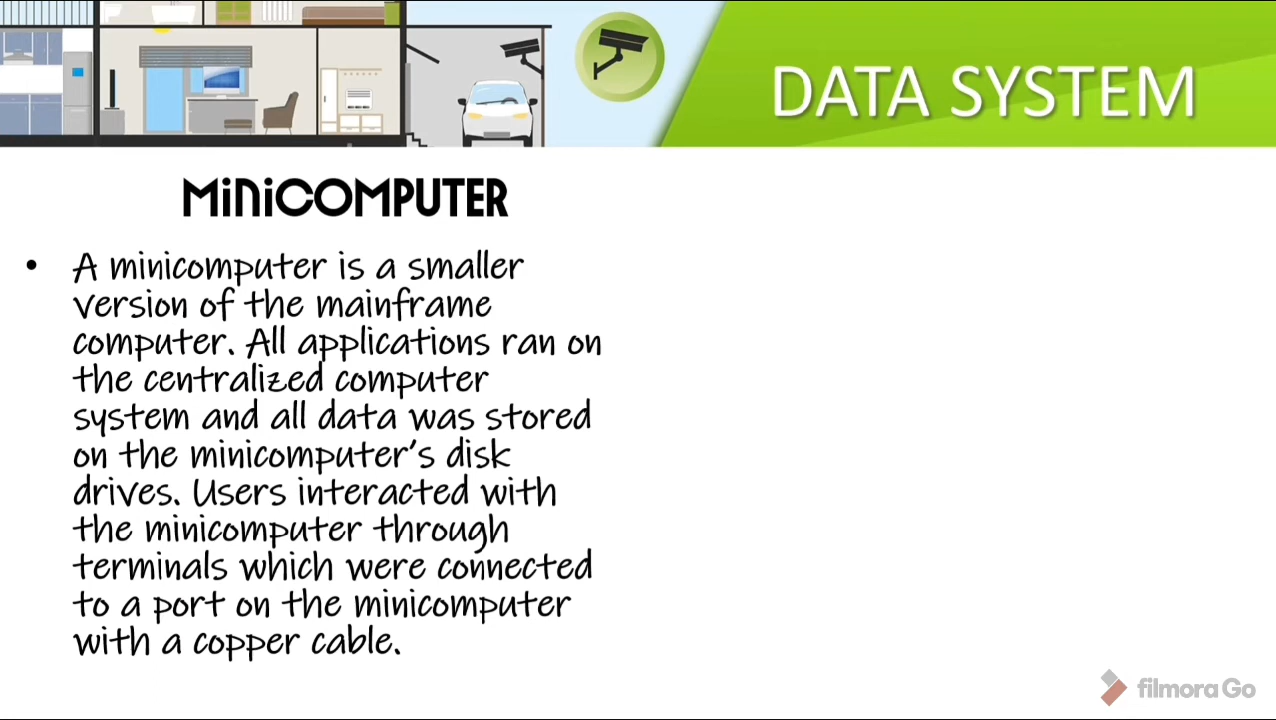 DATA SYSTEM
MINICOMPUTER
• A minicomputer is a smaller
version of the mainframe
computer. All applications ran on
the centralized computer
system and all data was stored
on the minicomputer's disk
drives. Users interacted with
the minicomputer through
terminals which were connected
to a port on the minicomputer
with a copper cable.
filmora Go